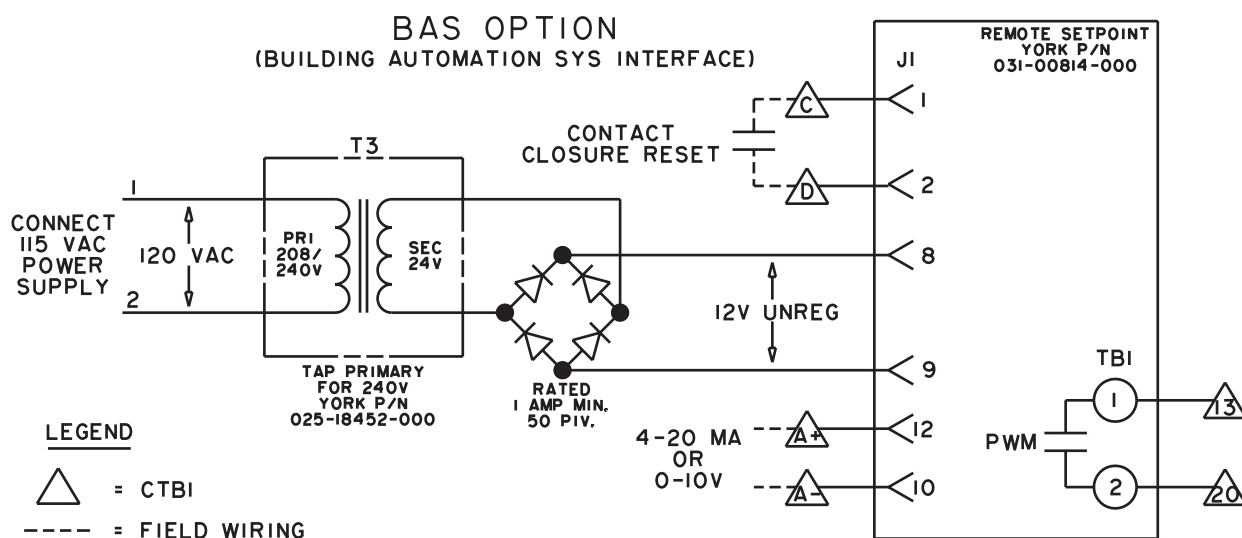 BAS OPTION
(BUILDING AUTOMATION SYS INTERFACE)
REMOTE SETPOINT
YORK P/N
031-00814-000
J1
C
1
CONTACT
CLOSURE RESET
D
2
T3
1
CONNECT
115 VAC
POWER
SUPPLY
120 VAC
2
PRI
208/
240V
SEC
24V
8
12V UNREG
9
TAP PRIMARY
FOR 240V
YORK P/N
025-18452-000
RATED
1 AMP MIN.
50 PIV.
4-20 MA
OR
0-10V
A+
12
A-
10
TB1
1
13
PWM
2
20
LEGEND
= CTB1
= FIELD WIRING